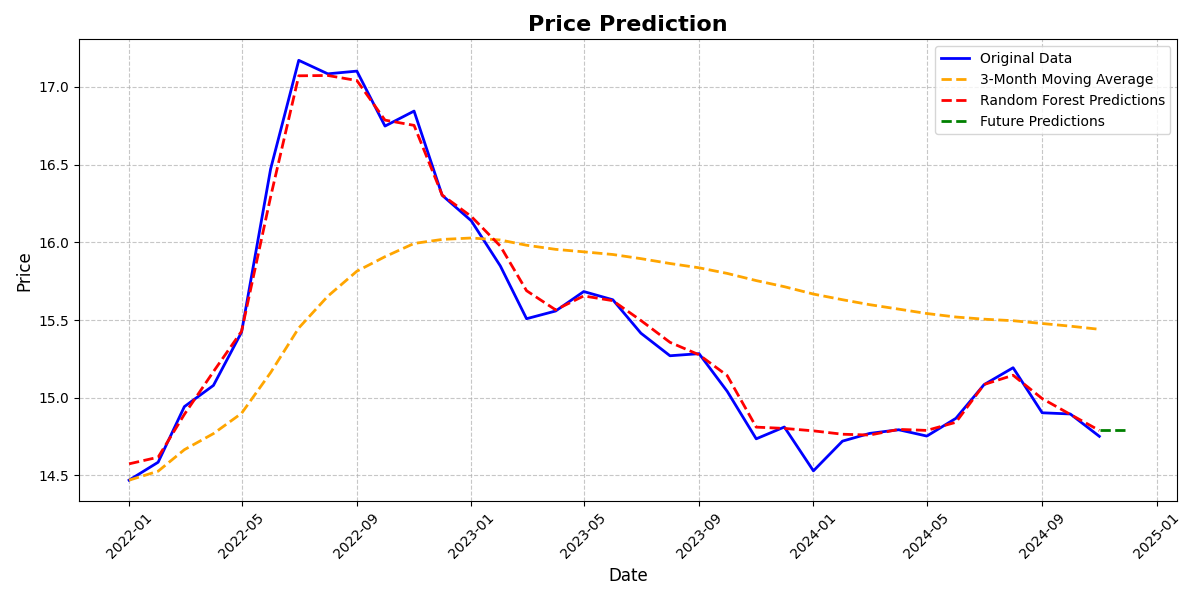 Price Prediction
Original Data
3-Month Moving Average
Random Forest Predictions
Future Predictions
Price
17.0
16.5
16.0
15.5
15.0
14.5
2022-01
2022-05
2022-09
2023-01
2023-05
2023-09
2024-01
2024-05
2024-09
2025-01
Date